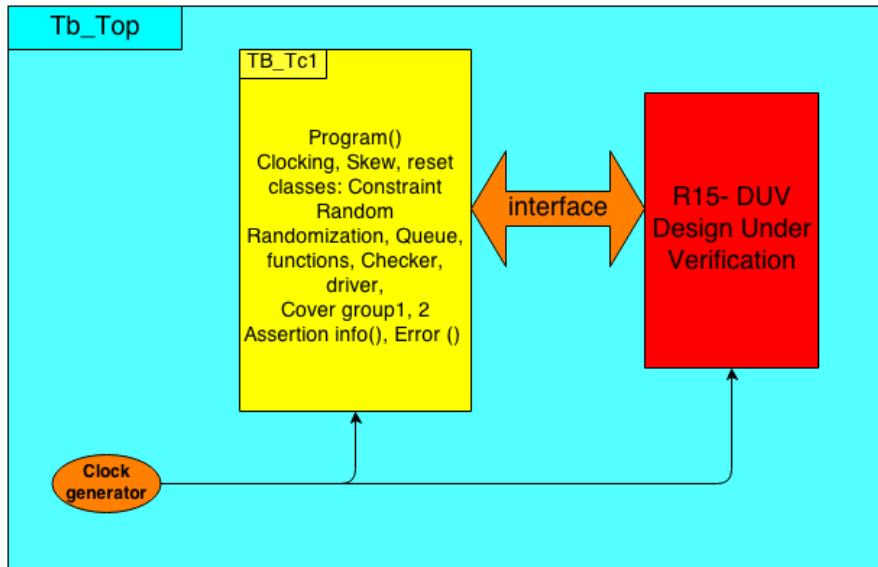 Tb_Top
TB_Tc1
Program()
Clocking, Skew, reset
classes: Constraint
Random
Randomization, Queue,
functions, Checker,
driver,
Cover group1, 2
Assertion info(), Error ()
interface
R15- DUV
Design Under
Verification
Clock
generator